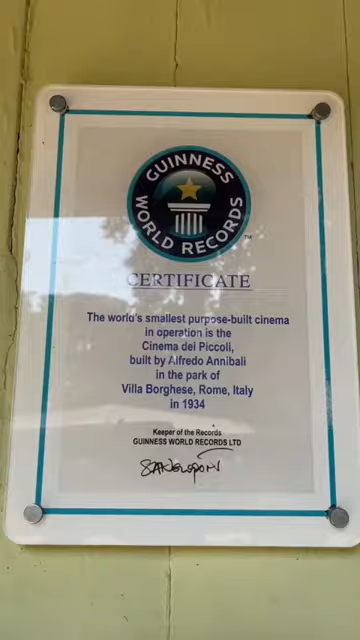 GUINNESS
WORLD RECORDS
TM
CERTIFICATE
The world's smallest purpose-built cinema
in operation is the
Cinema dei Piccoli,
built by Alfredo Annibali
in the park of
Villa Borghese, Rome, Italy
in 1934
Keeper of the Records
GUINNESS WORLD RECORDS LTD